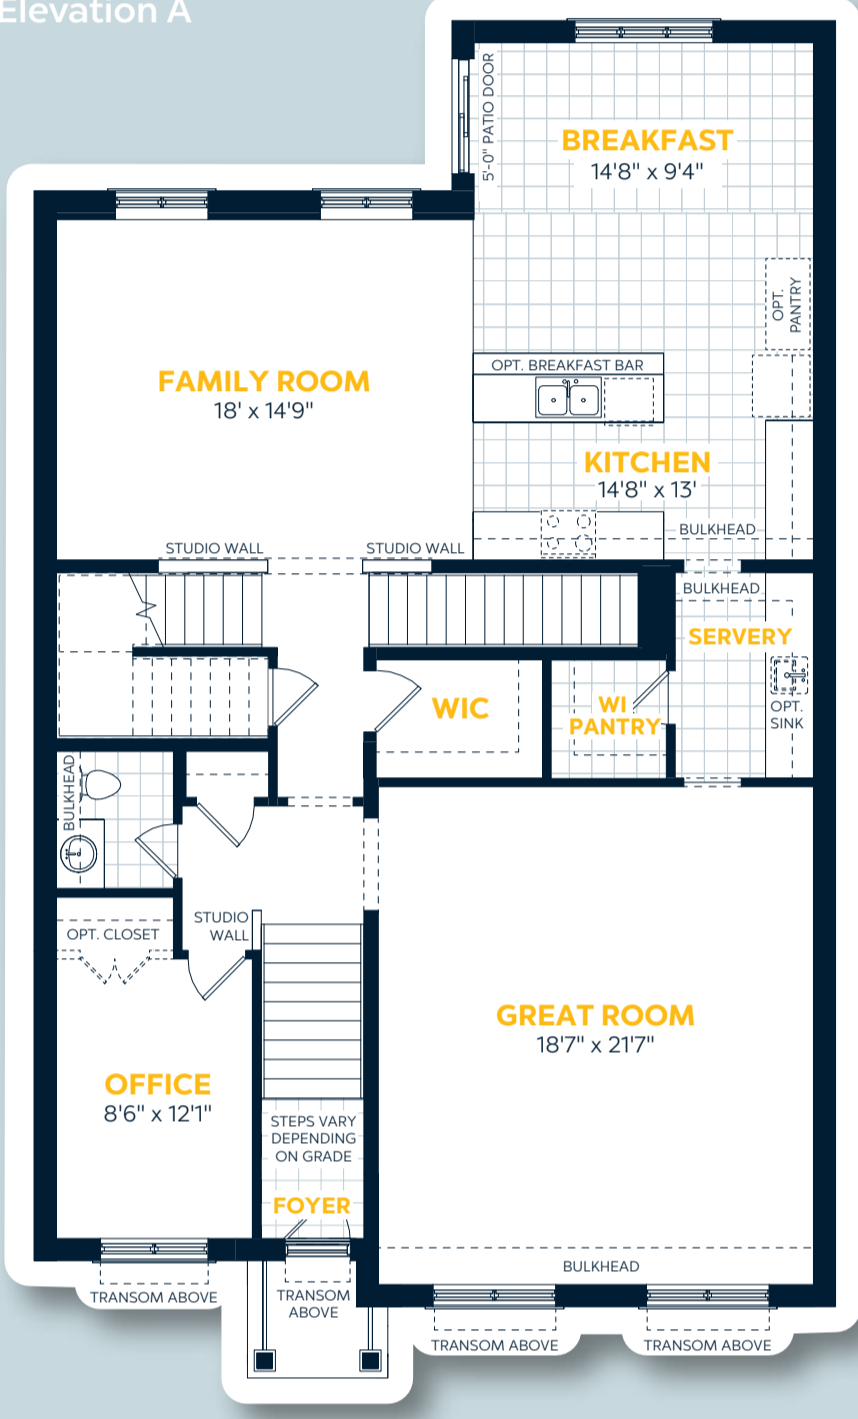 Elevation A
5'-0" PATIO DOOR
BREAKFAST
14'8" x 9'4"
OPT.
PANTRY
OPT. BREAKFAST BAR
FAMILY ROOM
18' x 14'9"
KITCHEN
14'8" x 13'
BULKHEAD
STUDIO WALL
STUDIO WALL
BULKHEAD
SERVERY
WIC
WI
PANTRY
OPT.
SINK
BULKHEAD
STUDIO
WALL
OPT. CLOSET
GREAT ROOM
18'7" x 21'7"
OFFICE
8'6" x 12'1"
STEPS VARY
DEPENDING
ON GRADE
FOYER
BULKHEAD
TRANSOM ABOVE
TRANSOM
ABOVE
TRANSOM ABOVE
TRANSOM ABOVE